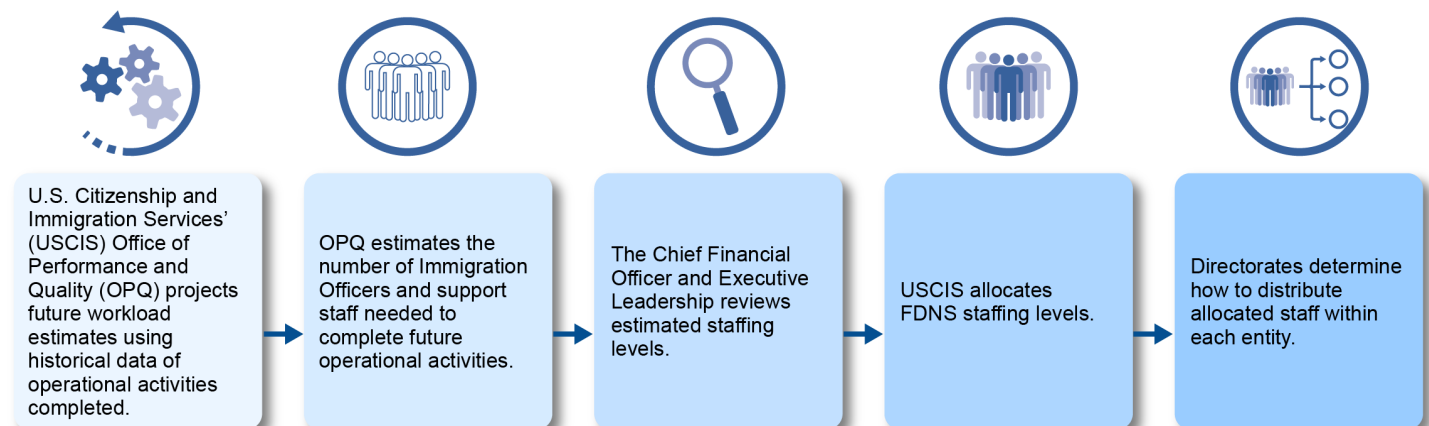 U.S. Citizenship and
Immigration Services’
(USCIS) Office of
Performance and
Quality (OPQ) projects
future workload
estimates using
historical data of
operational activities
completed.
OPQ estimates the
number of Immigration
Officers and support
staff needed to
complete future
operational activities.
The Chief Financial
Officer and Executive
Leadership reviews
estimated staffing
levels.
USCIS allocates
FDNS staffing levels.
Directorates determine
how to distribute
allocated staff within
each entity.